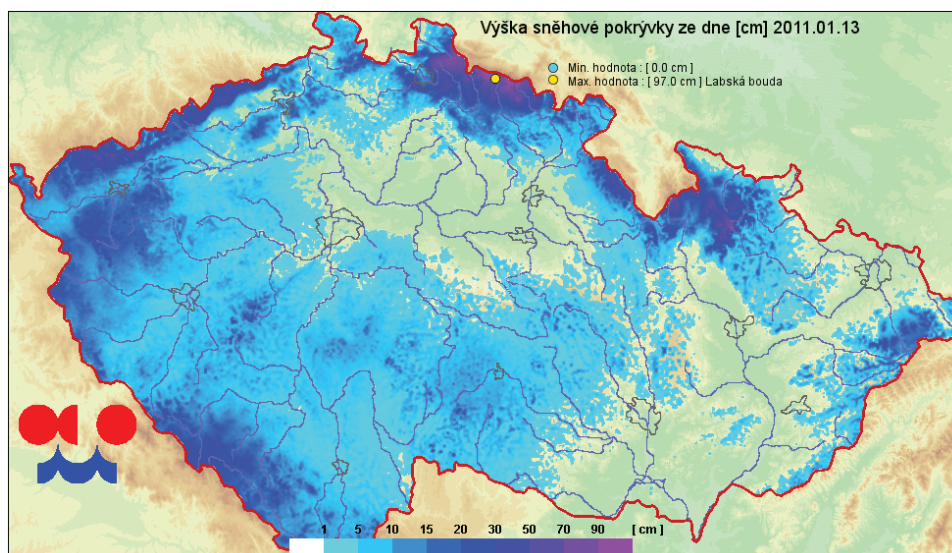 Výška sněhové pokrývky ze dne [cm] 2011.01.13
Min. hodnota : [ 0.0 cm ]
Max. hodnota : [ 97.0 cm ] Labská bouda
1 5 10 15 20 30 50 70 90 [ cm ]